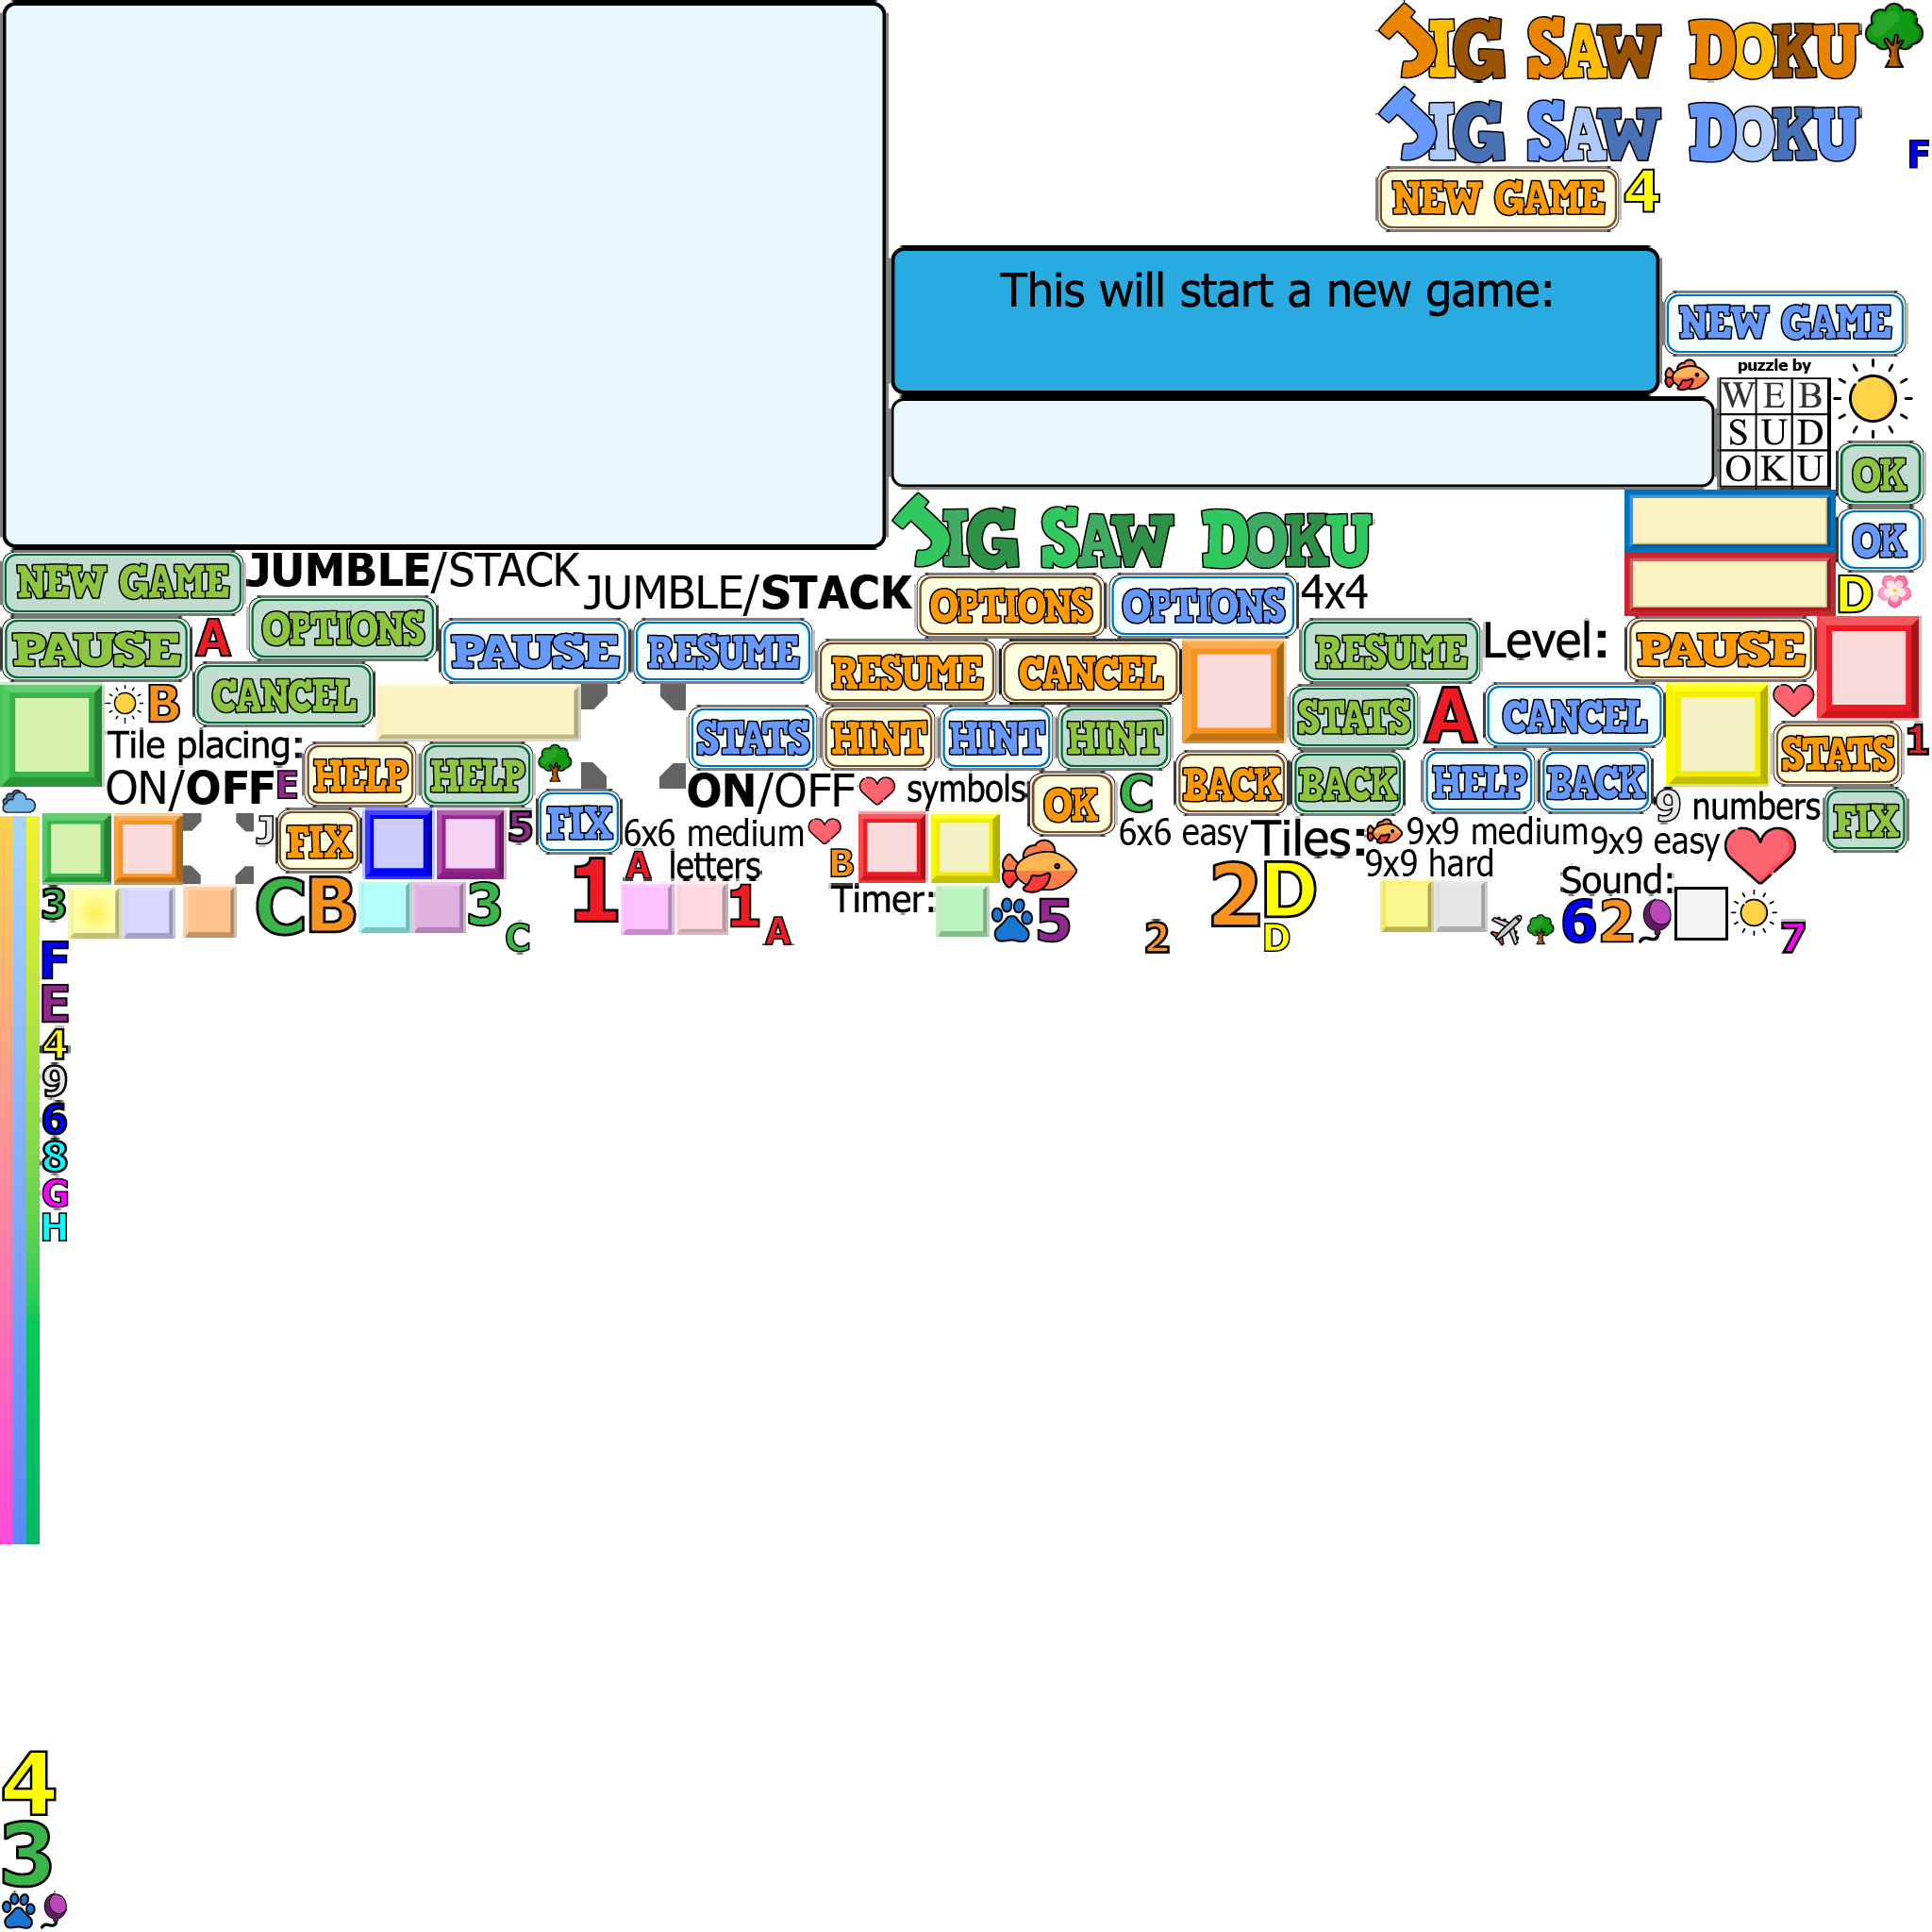 JIG SAW DOKU
JIG SAW DOKU
F
NEW GAME
4
This will start a new game:
NEW GAME
puzzle by
WEB
SUD
OKU
OK
OK
JIG SAW DOKU
NEW GAME
JUMBLE/STACK
JUMBLE/STACK
OPTIONS
OPTIONS
4x4
D
PAUSE
A
OPTIONS
PAUSE
RESUME
RESUME
CANCEL
RESUME
Level:
PAUSE
B
CANCEL
STATS
HINT
HINT
HINT
STATS
A
CANCEL
STATS
1
Tile placing:
ON/OFF
E
HELP
HELP
ON/OFF
symbols
OK
C
BACK
BACK
HELP
BACK
9
numbers
FIX
J
FIX
5
FIX
6x6 medium
6x6 easy
Tiles:
9x9 medium
9x9 easy
A
letters
B
9x9 hard
Sound:
3
C
B
3
C
1
1
A
Timer:
5
2
2
D
D
6
2
7
F
E
4
9
6
8
G
H
4
3